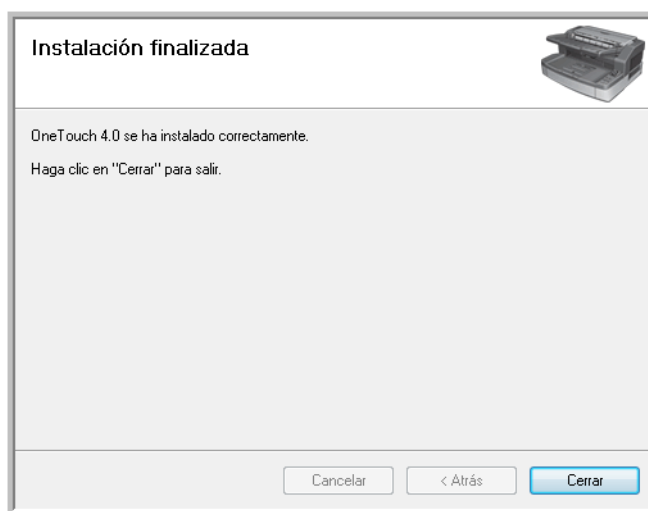 Instalación finalizada
OneTouch 4.0 se ha instalado correctamente.
Haga clic en "Cerrar" para salir.
Cancelar
< Atrás
Cerrar